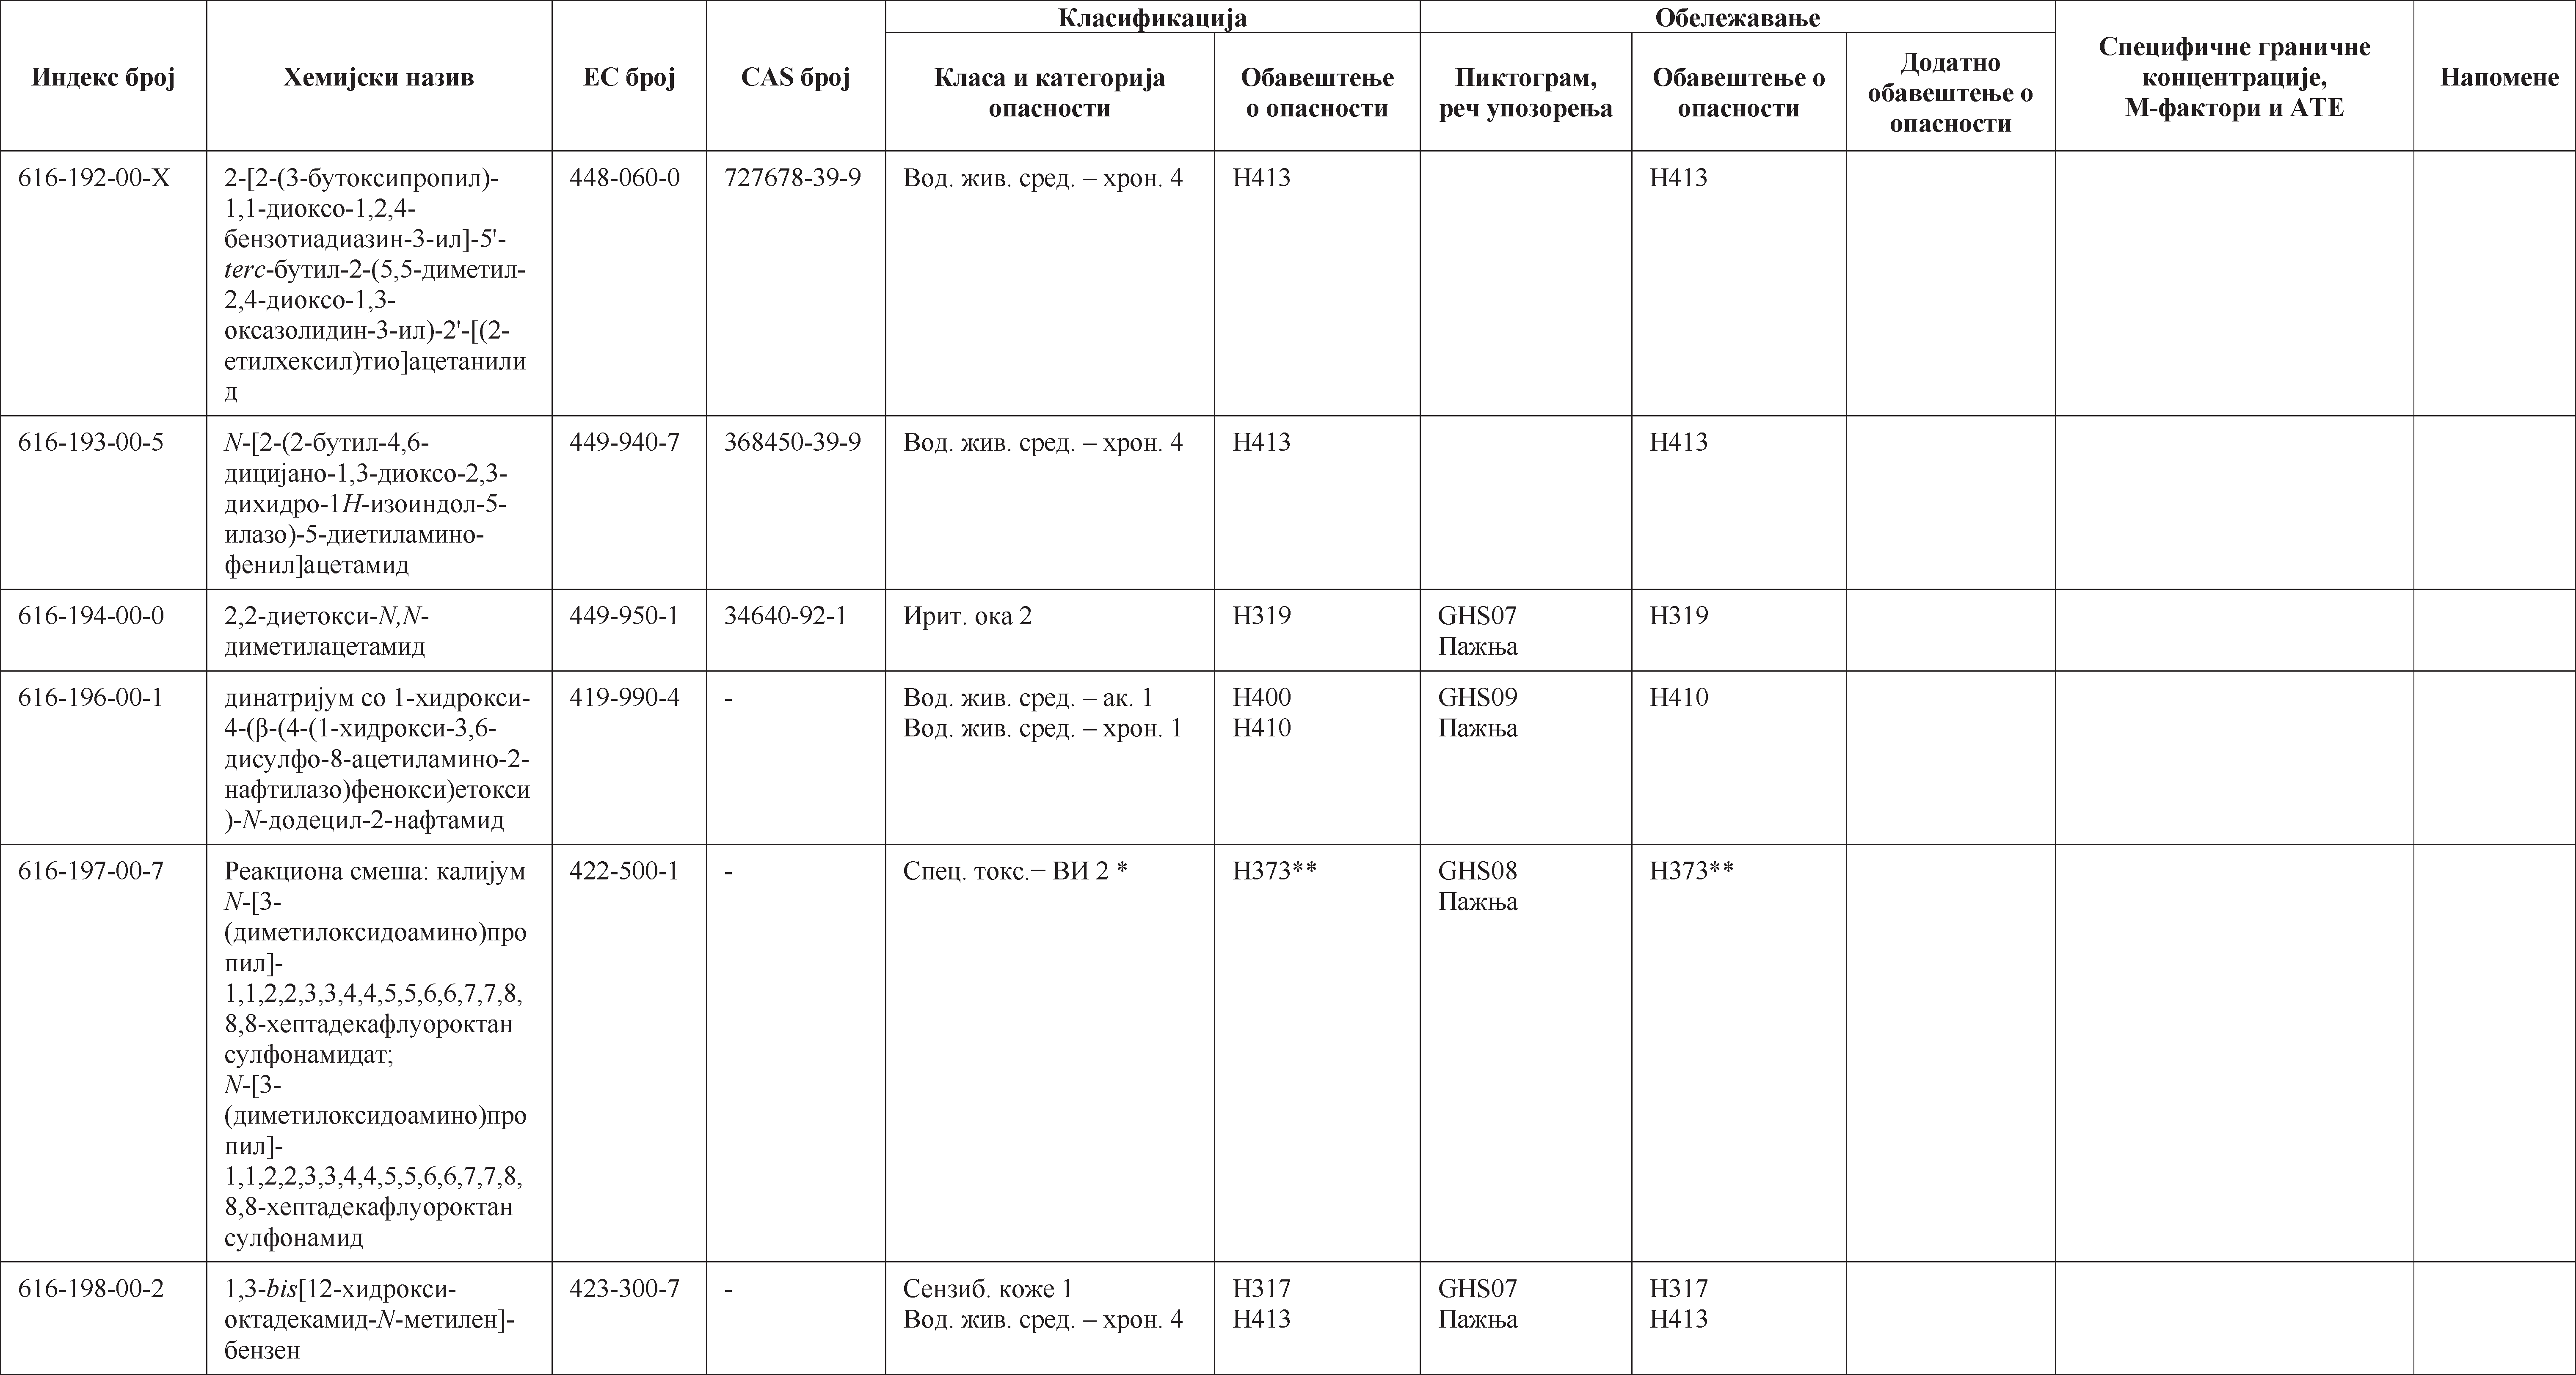 Класификација
Обележавање
Индекс број
Хемијски назив
ЕС број
CAS број
Класа и категорија
опасности
Обавештење
о опасности
Пиктограм,
реч упозорења
Обавештење о
опасности
Додатно
обавештење о
опасности
Специфичне граничне
концентрације,
М-фактори и АТЕ
Напомене
616-192-00-X
2-[2-(3-бутоксипропил)-
1,1-диоксо-1,2,4-
бензотиадиазин-3-ил]-5'-
terc-бутил-2-(5,5-диметил-
2,4-диоксо-1,3-
оксазолидин-3-ил)-2'-[(2-
етилхексил)тио]ацетанили
д
448-060-0
727678-39-9
Вод. жив. сред. – хрон. 4
H413
H413
616-193-00-5
N-[2-(2-бутил-4,6-
дицијано-1,3-диоксо-2,3-
дихидро-1H-изоиндол-5-
илазо)-5-диетиламино-
фенил]ацетамид
449-940-7
368450-39-9
Вод. жив. сред. – хрон. 4
H413
H413
616-194-00-0
2,2-диетокси-N,N-
диметилацетамид
449-950-1
34640-92-1
Ирит. ока 2
H319
GHS07
Пажња
H319
616-196-00-1
динатријум со 1-хидрокси-
4-(β-(4-(1-хидрокси-3,6-
дисулфо-8-ацетиламино-2-
нафтилазо)фенокси)етокси
)-N-додецил-2-нафтамид
419-990-4
-
Вод. жив. сред. – ак. 1
Вод. жив. сред. – хрон. 1
H400
H410
GHS09
Пажња
H410
616-197-00-7
Реакциона смеша: калијум
N-[3-
(диметилоксидоамино)про
пил]-
1,1,2,2,3,3,4,4,5,5,6,6,7,7,8,
8,8-хептадекафлуороктан
сулфонамидат;
N-[3-
(диметилоксидоамино)про
пил]-
1,1,2,2,3,3,4,4,5,5,6,6,7,7,8,
8,8-хептадекафлуороктан
сулфонамид
422-500-1
-
Спец. токс.− ВИ 2 *
H373**
GHS08
Пажња
H373**
616-198-00-2
1,3-bis[12-хидрокси-
октадекамид-N-метилен]-
бензен
423-300-7
-
Сензиб. коже 1
Вод. жив. сред. – хрон. 4
H317
H413
GHS07
Пажња
H317
H413